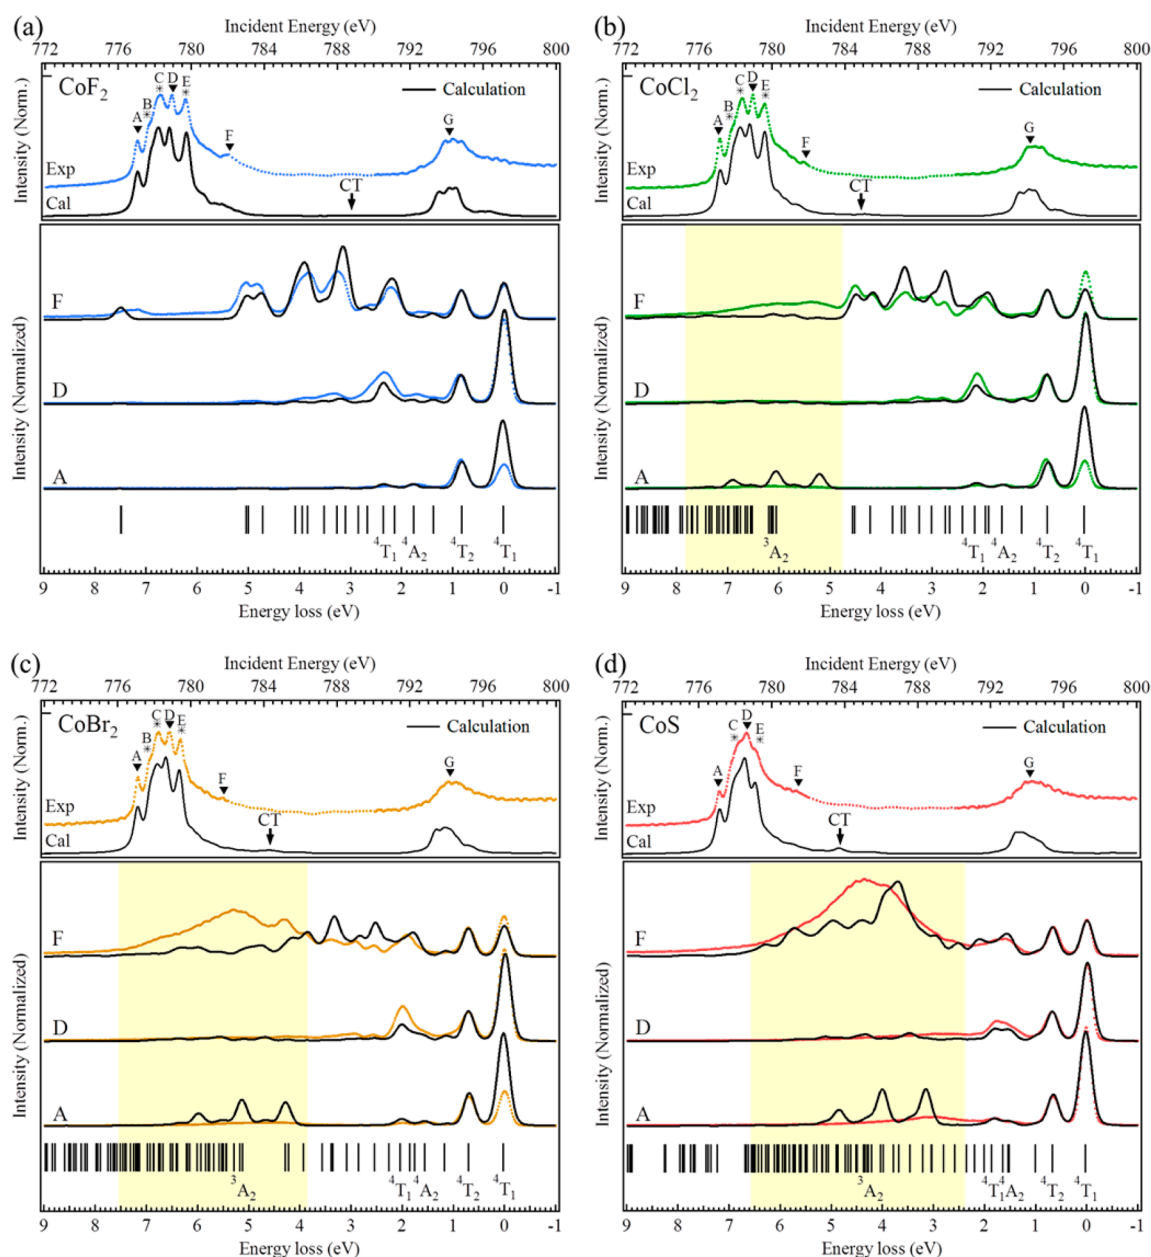 (a)
Incident Energy (eV)
772 776 780 784 788 792 796 800
CoF2
Calculation
A B C D E F G
Exp
Cal
CT
Intensity (Norm.)
F
D
A
Intensity (Normalized)
4T1 4A2 4T2 4T1
9 8 7 6 5 4 3 2 1 0 -1
Energy loss (eV)
(b)
Incident Energy (eV)
772 776 780 784 788 792 796 800
CoCl2
Calculation
A B C D E F G
Exp
Cal
CT
Intensity (Norm.)
F
D
A
Intensity (Normalized)
3A2 4T1 4A2 4T2 4T1
9 8 7 6 5 4 3 2 1 0 -1
Energy loss (eV)
(c)
Incident Energy (eV)
772 776 780 784 788 792 796 800
CoBr2
Calculation
A B C D E F G
Exp
Cal
CT
Intensity (Norm.)
F
D
A
Intensity (Normalized)
3A2 4T1 4A2 4T2 4T1
9 8 7 6 5 4 3 2 1 0 -1
Energy loss (eV)
(d)
Incident Energy (eV)
772 776 780 784 788 792 796 800
CoS
Calculation
A C D E F G
Exp
Cal
CT
Intensity (Norm.)
F
D
A
Intensity (Normalized)
3A2 4T1 4A2 4T2 4T1
9 8 7 6 5 4 3 2 1 0 -1
Energy loss (eV)